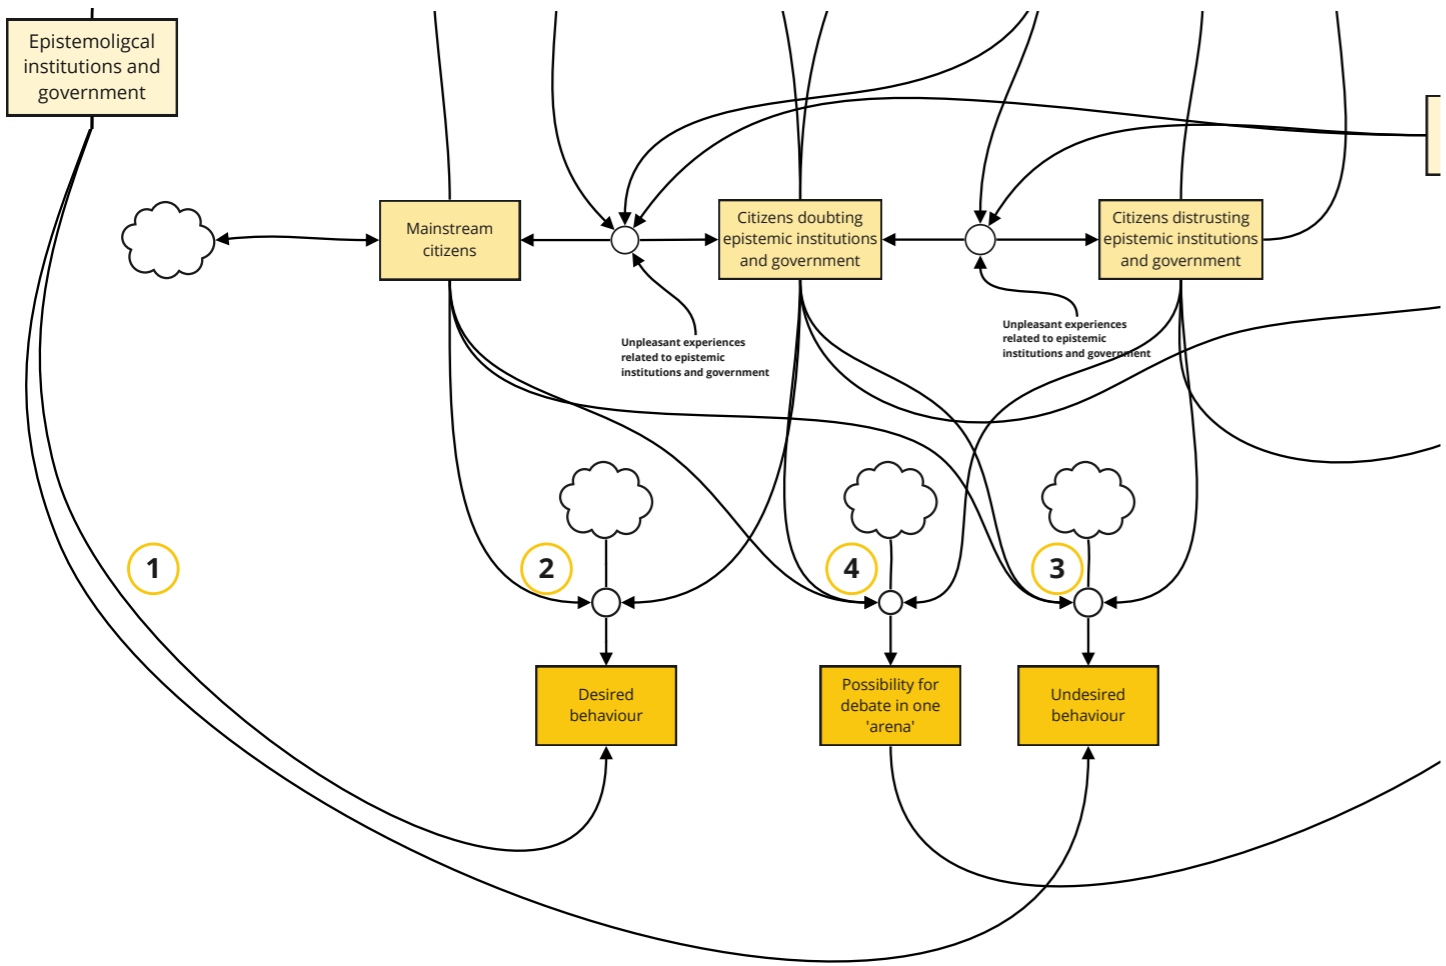 Epistemoligcal
institutions and
government
Mainstream
citizens
Citizens doubting
epistemic institutions
and government
Citizens distrusting
epistemic institutions
and government
Unpleasant experiences
related to epistemic
institutions and government
Unpleasant experiences
related to epistemic
institutions and government
1
2
4
3
Desired
behaviour
Possibility for
debate in one
'arena'
Undesired
behaviour